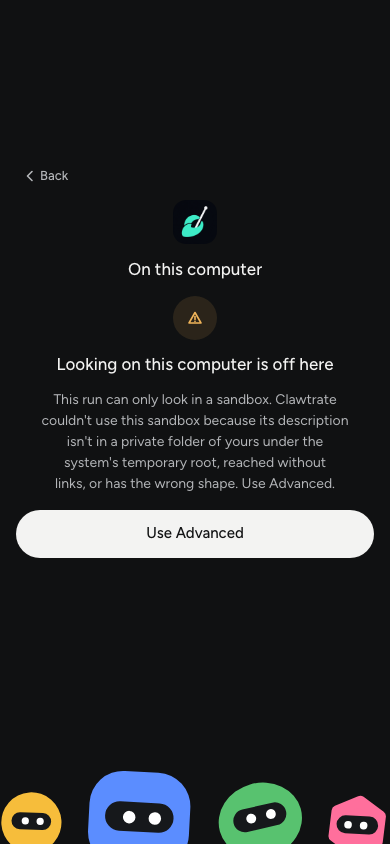 Back
On this computer
Looking on this computer is off here
This run can only look in a sandbox. Clawtrate
couldn't use this sandbox because its description
isn't in a private folder of yours under the
system's temporary root, reached without
links, or has the wrong shape. Use Advanced.
Use Advanced